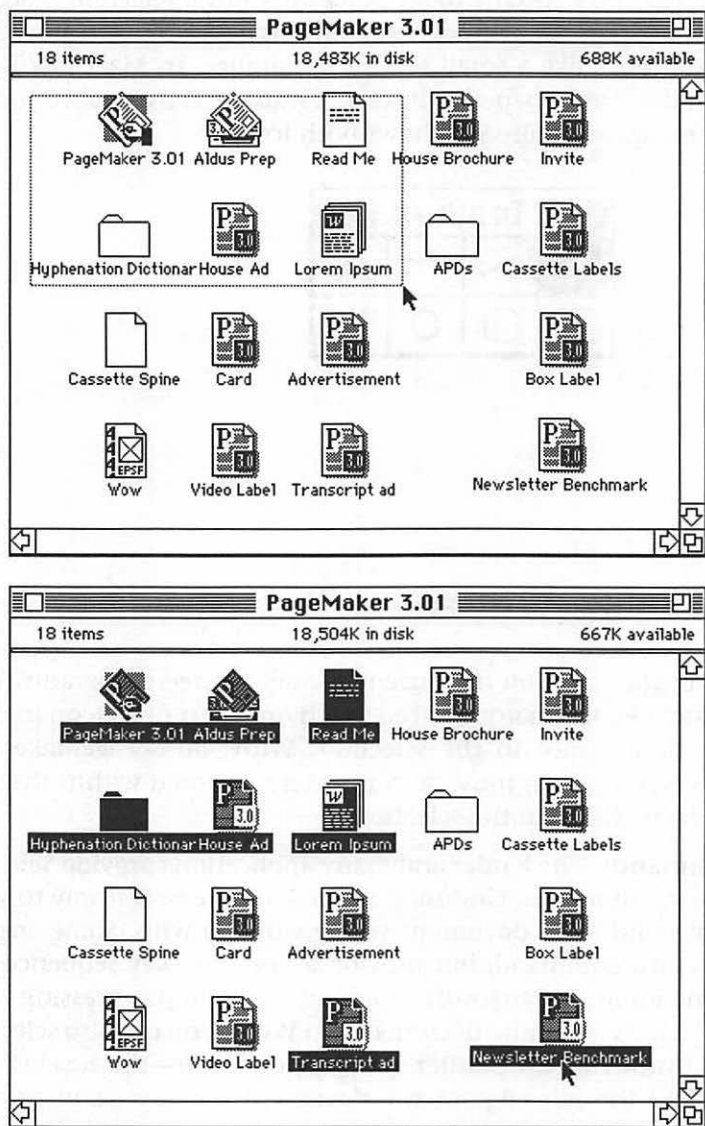 PageMaker 3.01
18 items 18,483K in disk 688K available
PageMaker 3.01 Aldus Prep Read Me House Brochure Invite
Hyphenation Dictionar House Ad Lorem Ipsum APDs Cassette Labels
Cassette Spine Card Advertisement Box Label
Wow Video Label Transcript ad Newsletter Benchmark
PageMaker 3.01
18 items 18,504K in disk 667K available
PageMaker 3.01 Aldus Prep Read Me House Brochure Invite
Hyphenation Dictionar House Ad Lorem Ipsum APDs Cassette Labels
Cassette Spine Card Advertisement Box Label
Wow Video Label Transcript ad Newsletter Benchmark